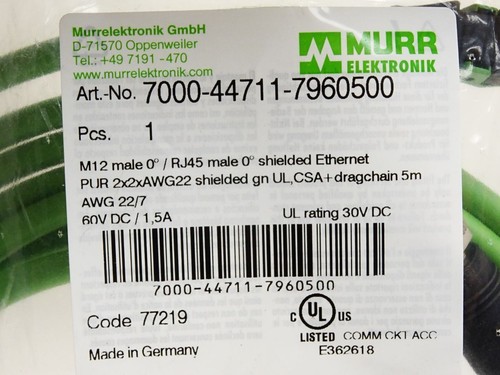 Murrelektronik GmbH
D-71570 Oppenweiler
Tel.: +49 7191 -470
www.murrelektronik.com
MURR
ELEKTRONIK
Art.-No. 7000-44711-7960500
Pcs. 1
M12 male 0° / RJ45 male 0° shielded Ethernet
PUR 2x2xAWG22 shielded gn UL,CSA+dragchain 5m
AWG 22/7
60V DC / 1,5A UL rating 30V DC
7000-44711-7960500
Code 77219
C UL US
LISTED COMM CKT ACC
E362618
Made in Germany